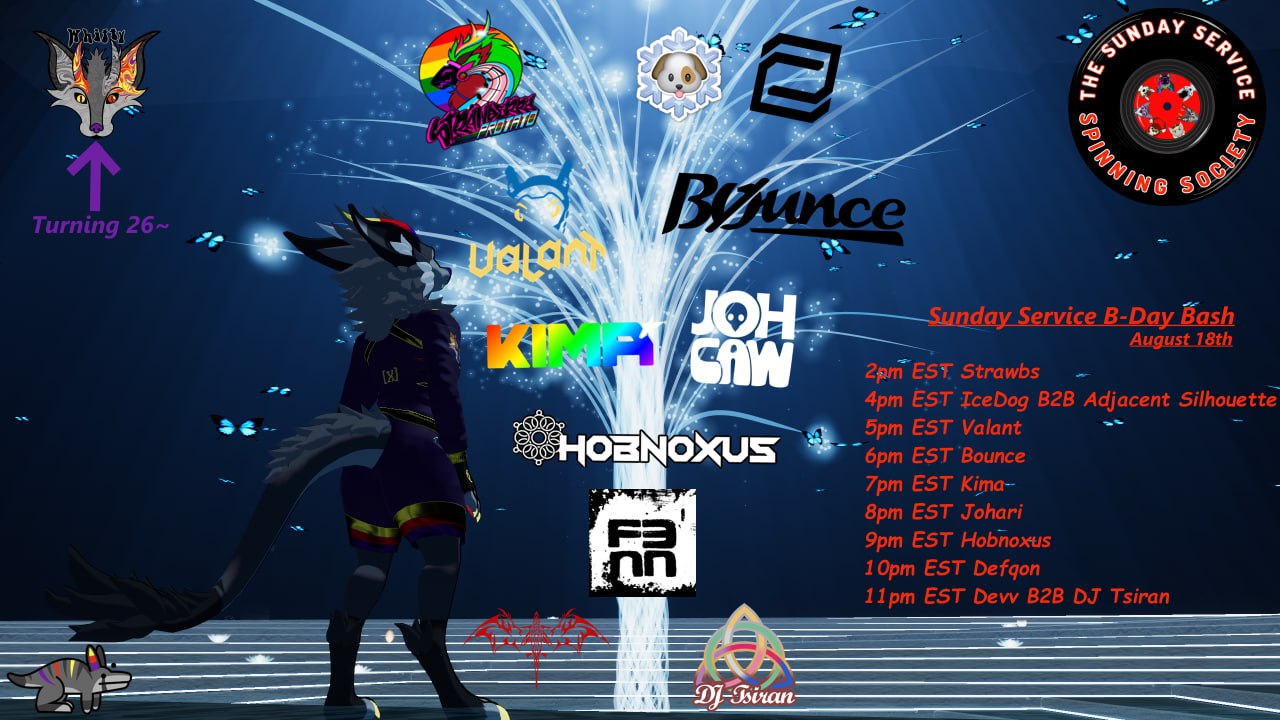 THE SUNDAY SERVICE
SPINNING SOCIETY
Turning 26~
Bounce
valant
Sunday Service B-Day Bash
August 18th
JOH
CAW
KIMA
2pm EST Strawbs
4pm EST IceDog B2B Adjacent Silhouette
5pm EST Valant
6pm EST Bounce
7pm EST Kima
8pm EST Johari
9pm EST Hobnoxus
10pm EST Defqon
11pm EST Devv B2B DJ Tsiran
HOBNOXUS
[X]
DJ-Tsiran